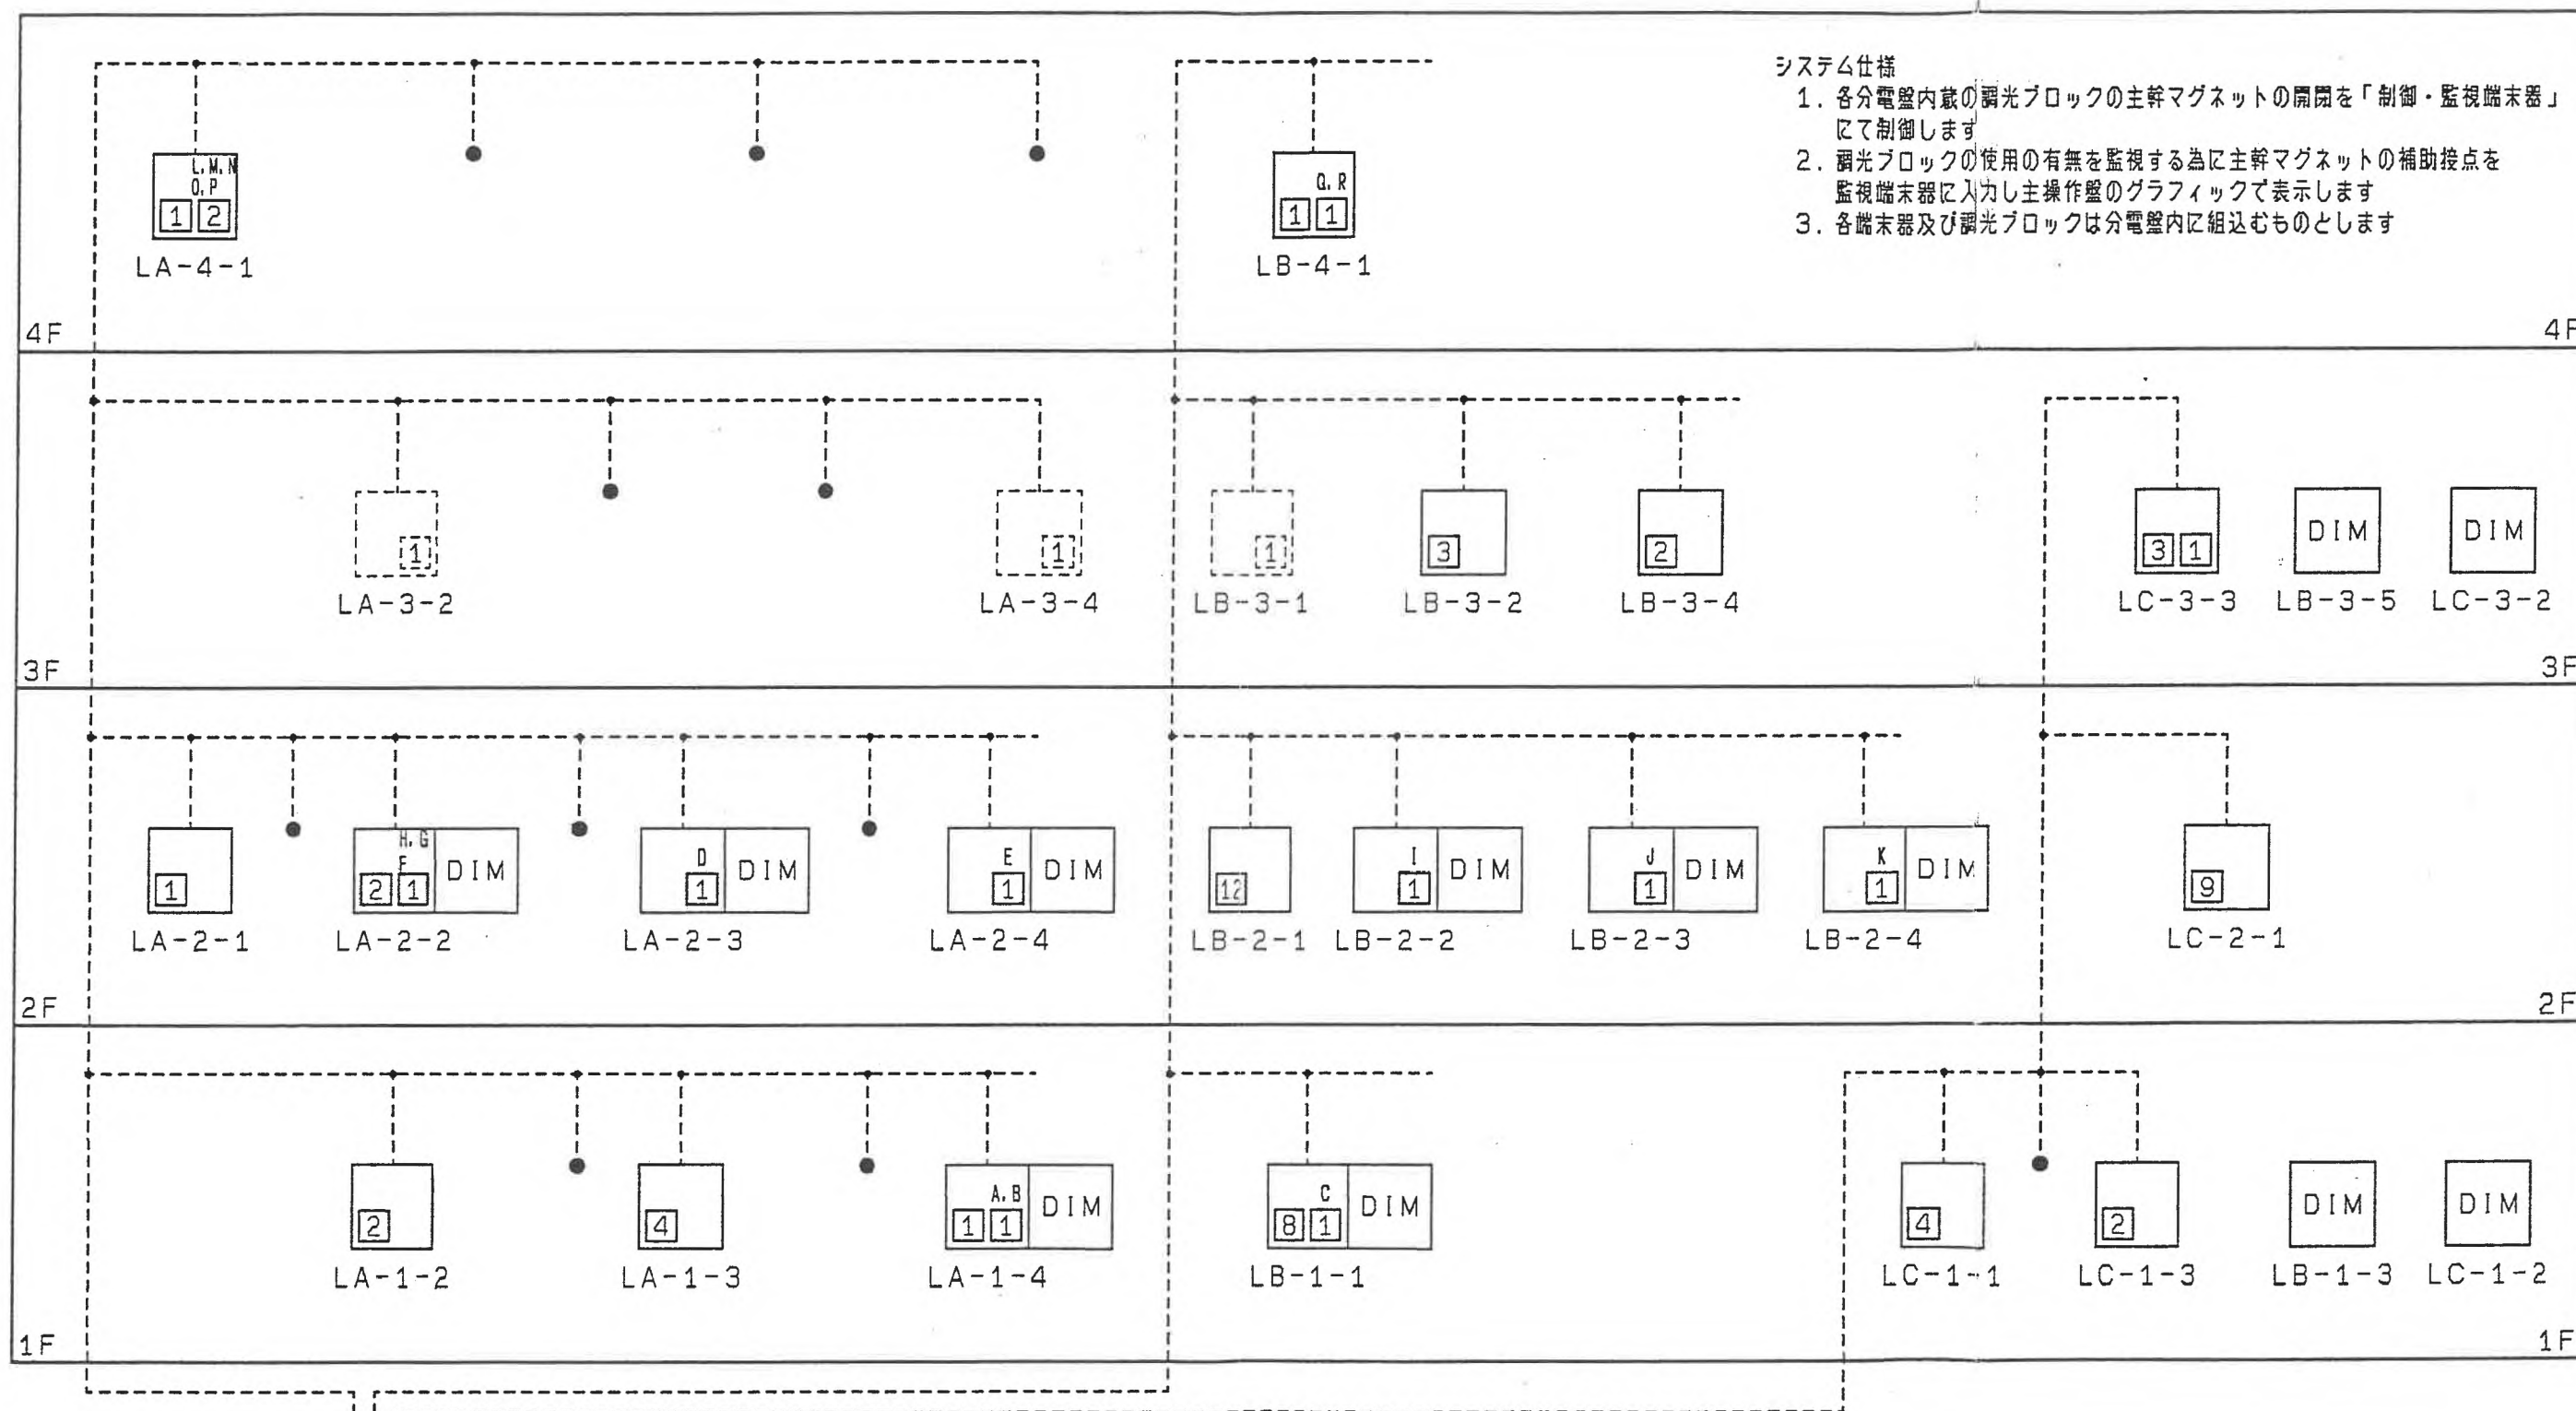 システム仕様
1. 各分電盤内蔵の調光ブロックの主幹マグネットの開閉を「制御・監視端末器」
にて制御します
2. 調光ブロックの使用の有無を監視する為に主幹マグネットの補助接点を
監視端末器に入力し主操作盤のグラフィックで表示します
3. 各端末器及び調光ブロックは分電盤内に組込むものとします
L.M.N
O.P
1 2
LA-4-1
Q.R
1 1
LB-4-1
4F 4F
1
LA-3-2
1
LA-3-4
1
LB-3-1
3
LB-3-2
2
LB-3-4
3 1
LC-3-3
DIM
LB-3-5
DIM
LC-3-2
3F 3F
1
LA-2-1
H.G
F
2 1 DIM
LA-2-2
D
1 DIM
LA-2-3
E
1 DIM
LA-2-4
12
LB-2-1
I
1 DIM
LB-2-2
J
1 DIM
LB-2-3
K
1 DIM
LB-2-4
9
LC-2-1
2F 2F
2
LA-1-2
4
LA-1-3
A.B
1 1 DIM
LA-1-4
C
8 1 DIM
LB-1-1
4
LC-1-1
2
LC-1-3
DIM
LB-1-3
DIM
LC-1-2
1F 1F